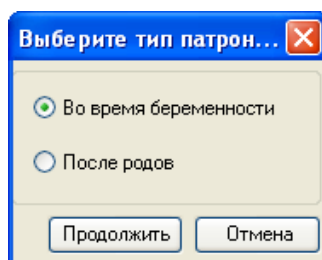 Выберите тип патрон...
Во время беременности
После родов
Продолжить Отмена